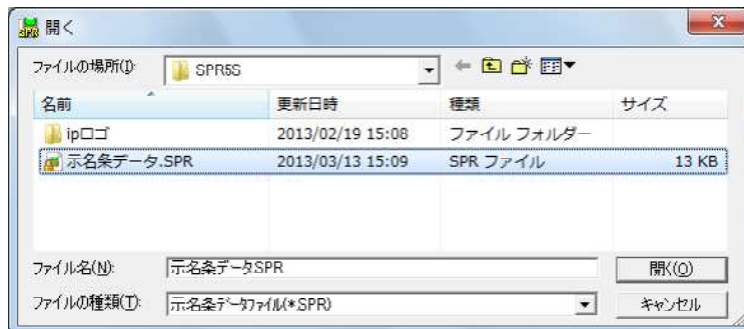 開く
ファイルの場所(I): SPR5S
名前 更新日時 種類 サイズ
ipロゴ 2013/02/19 15:08 ファイル フォルダー
示名条データ.SPR 2013/03/13 15:09 SPR ファイル 13 KB
ファイル名(N): 示名条データ.SPR 開く(O)
ファイルの種類(T): 示名条データファイル(*.SPR) キャンセル